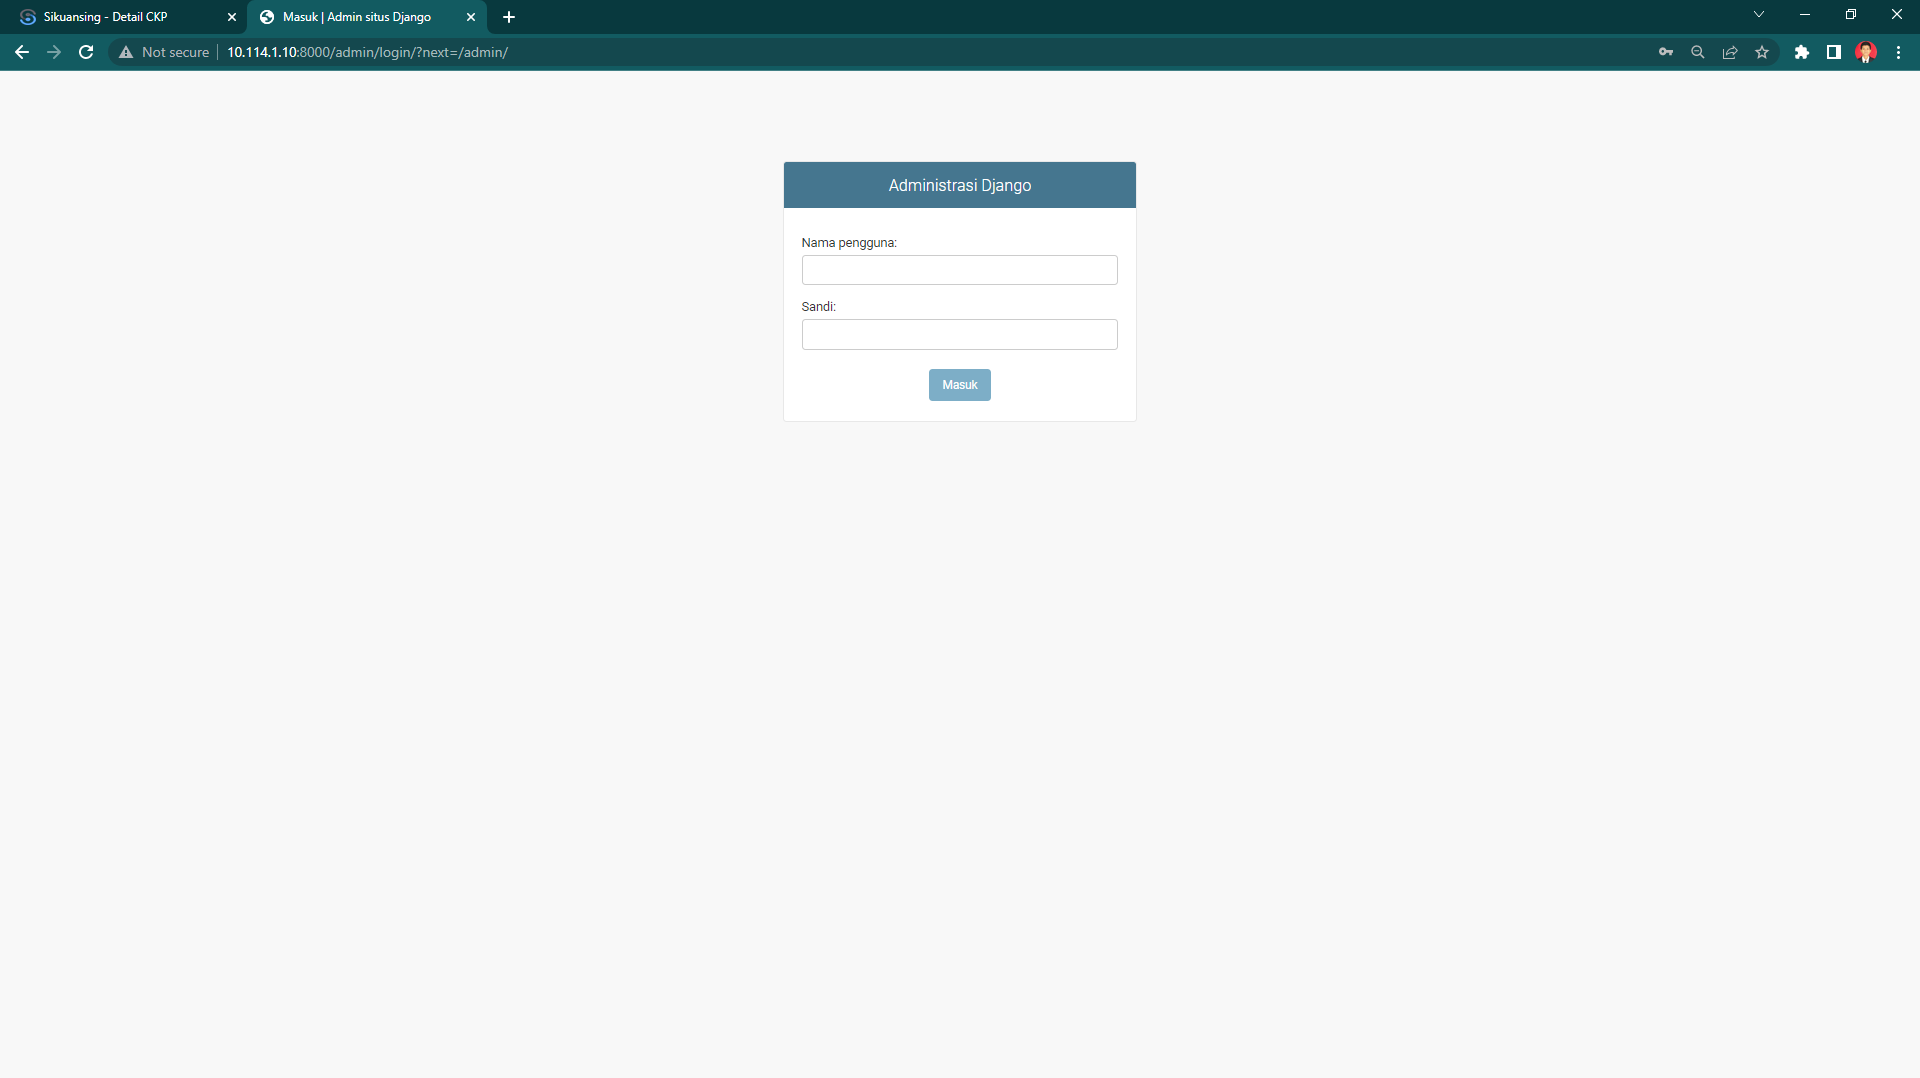 Sikuansing - Detail CKP
Masuk | Admin situs Django
Not secure
10.114.1.10:8000/admin/login/?next=/admin/
Administrasi Django
Nama pengguna:
Sandi:
Masuk